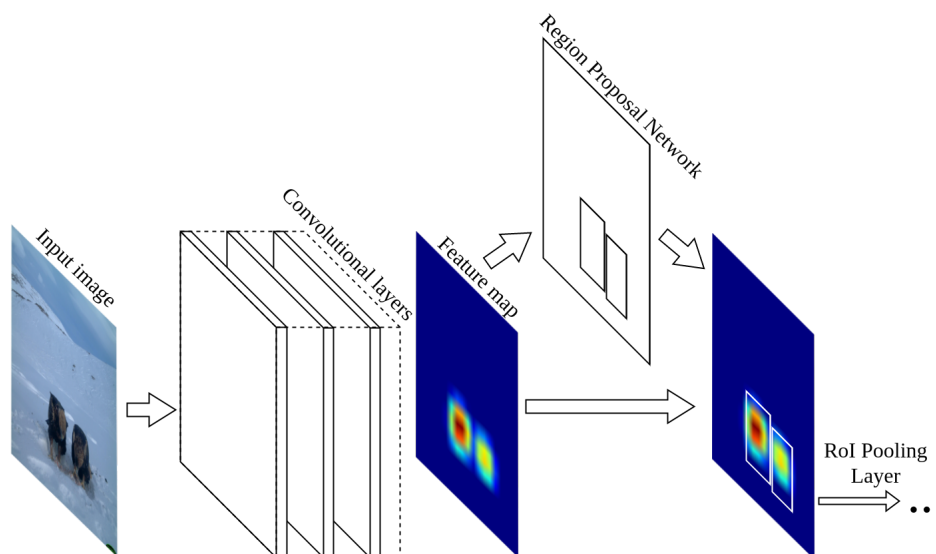 Region Proposal Network
Convolutional layers
Input image
Feature map
RoI Pooling
Layer